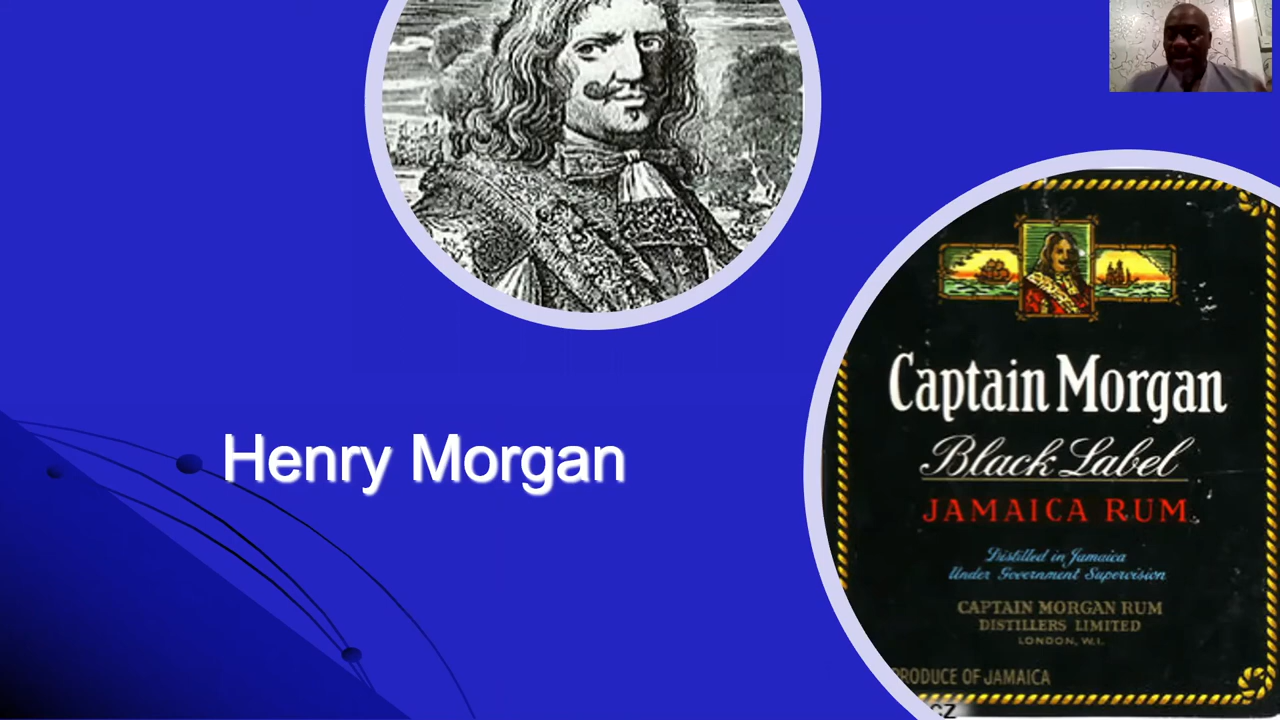 Henry Morgan
Captain Morgan
Black Label
JAMAICA RUM
Distilled in Jamaica
Under Government Supervision
CAPTAIN MORGAN RUM
DISTILLERS LIMITED
LONDON, W.I.
PRODUCE OF JAMAICA
CZ